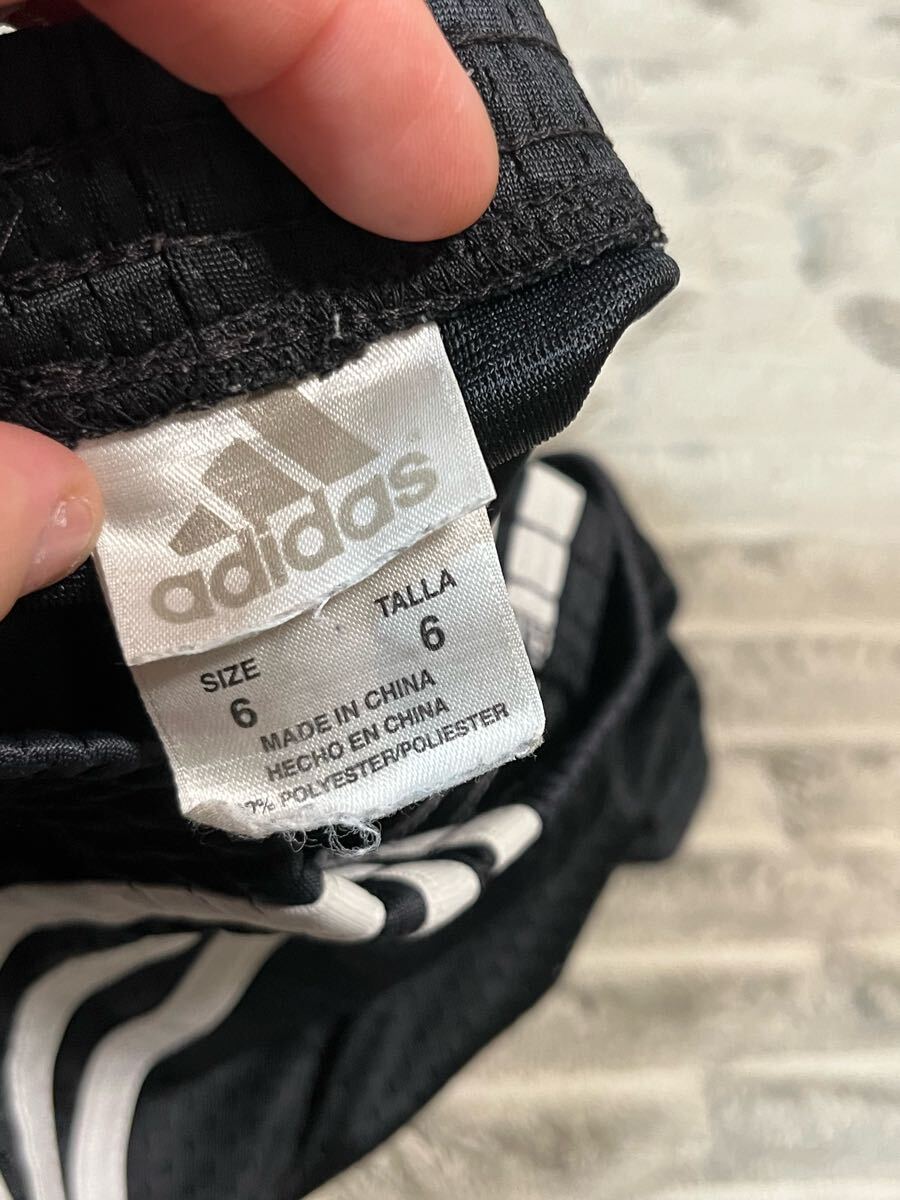 adidas
SIZE TALLA
6 6
MADE IN CHINA
HECHO EN CHINA
POLYESTER/POLIESTER